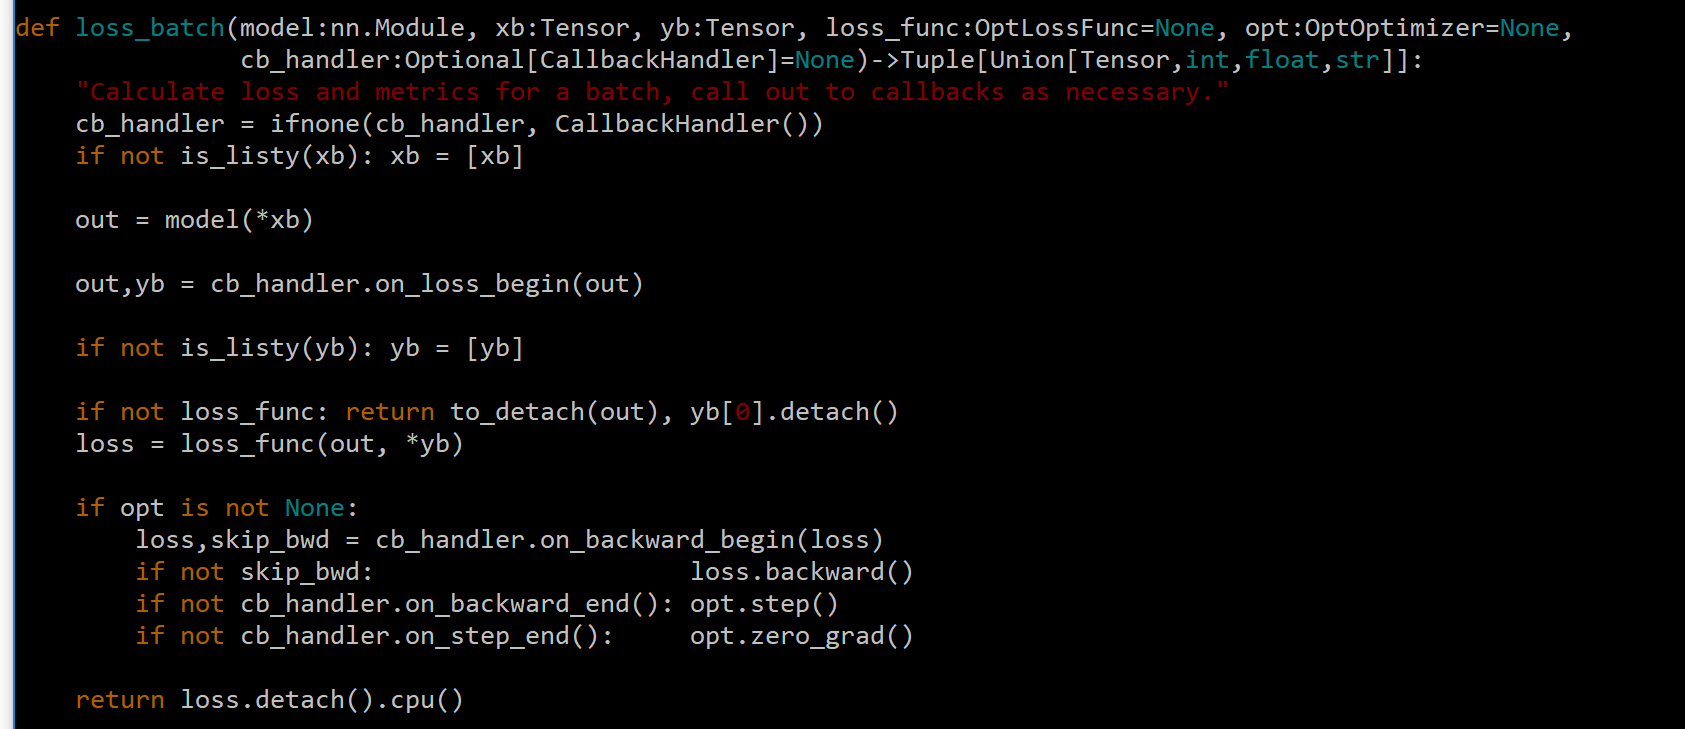 def loss_batch(model:nn.Module, xb:Tensor, yb:Tensor, loss_func:OptLossFunc=None, opt:OptOptimizer=None,
               cb_handler:Optional[CallbackHandler]=None)->Tuple[Union[Tensor,int,float,str]]:
    "Calculate loss and metrics for a batch, call out to callbacks as necessary."
    cb_handler = ifnone(cb_handler, CallbackHandler())
    if not is_listy(xb): xb = [xb]
    out = model(*xb)
    out,yb = cb_handler.on_loss_begin(out)
    if not is_listy(yb): yb = [yb]
    if not loss_func: return to_detach(out), yb[0].detach()
    loss = loss_func(out, *yb)
    if opt is not None:
        loss,skip_bwd = cb_handler.on_backward_begin(loss)
        if not skip_bwd:                     loss.backward()
        if not cb_handler.on_backward_end(): opt.step()
        if not cb_handler.on_step_end():     opt.zero_grad()
    return loss.detach().cpu()